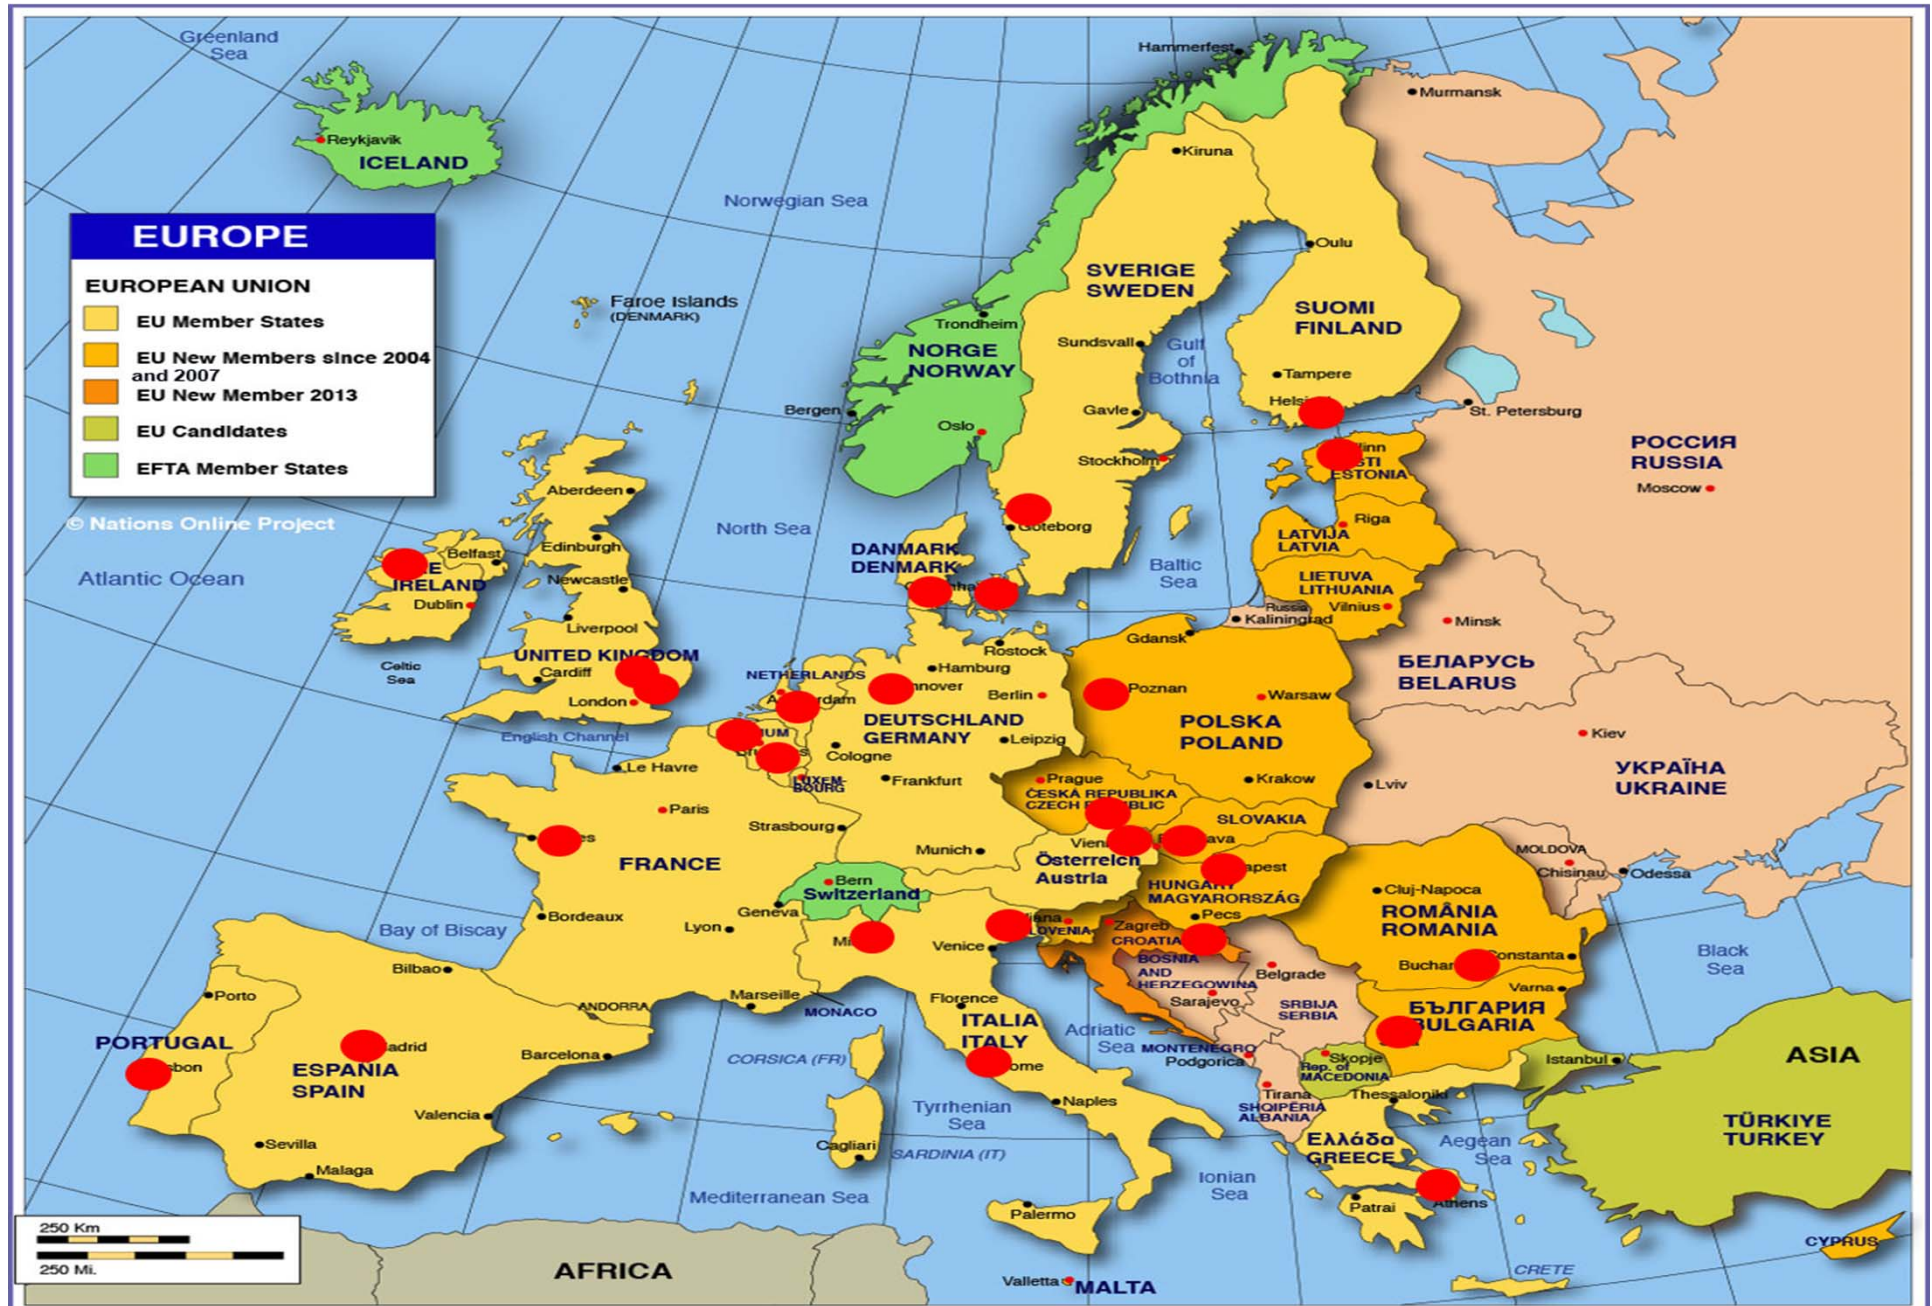 Greenland
Sea
Hammerfest
Murmansk
Reykjavik
ICELAND
Kiruna
Norwegian Sea
EUROPE
EUROPEAN UNION
EU Member States
EU New Members since 2004
and 2007
EU New Member 2013
EU Candidates
EFTA Member States
© Nations Online Project
Faroe Islands
(DENMARK)
Oulu
SVERIGE
SWEDEN
SUOMI
FINLAND
Trondheim
NORGE
NORWAY
Sundsvall
Gulf
of
Bothnia
Tampere
Bergen
Gavle
Oslo
Stockholm
St. Petersburg
ESTONIA
РОССИЯ
RUSSIA
Moscow
Aberdeen
North Sea
Göteborg
Riga
LATVIJA
LATVIA
Edinburgh
Belfast
IRELAND
Dublin
Newcastle
Atlantic Ocean
DANMARK
DENMARK
Baltic
Sea
LIETUVA
LITHUANIA
Vilnius
Russia
Kaliningrad
Minsk
Liverpool
Gdansk
UNITED KINGDOM
Cardiff
London
Celtic
Sea
Rostock
Hamburg
NETHERLANDS
Berlin
Poznan
Warsaw
БЕЛАРУСЬ
BELARUS
DEUTSCHLAND
GERMANY
POLSKA
POLAND
English Channel
Leipzig
Cologne
Kiev
Le Havre
LUXEM-
BOURG
Frankfurt
Prague
Krakow
Lviv
УКРАЇНА
UKRAINE
ČESKÁ REPUBLIKA
CZECH
Paris
Strasbourg
SLOVAKIA
FRANCE
Munich
Österreich
Austria
MOLDOVA
Chisinau
Odessa
Bern
Switzerland
HUNGARY
MAGYARORSZÁG
Cluj-Napoca
ROMÂNIA
ROMANIA
Geneva
Bordeaux
Lyon
Pecs
Bay of Biscay
Venice
Zagreb
CROATIA
Constanta
Black
Sea
Bilbao
BOSNIA
AND
HERZEGOWINA
Belgrade
Porto
Marseille
Sarajevo
Varna
ANDORRA
MONACO
Florence
SRBIJA
SERBIA
БЪЛГАРИЯ
BULGARIA
ITALIA
ITALY
Adriatic
Sea
PORTUGAL
Barcelona
CORSICA (FR)
MONTENEGRO
Podgorica
Skopje
Rep. of
MACEDONIA
Istanbul
ASIA
ESPANIA
SPAIN
Tirana
SHQIPËRIA
ALBANIA
Thessaloniki
Valencia
Tyrrhenian
Sea
Naples
TÜRKIYE
TURKEY
Sevilla
Cagliari
SARDINIA (IT)
Ελλάδα
GREECE
Aegean
Sea
Malaga
Mediterranean Sea
Ionian
Sea
Palermo
Patrai
Athens
250 Km
250 Mi.
AFRICA
Valletta
MALTA
CRETE
CYPRUS